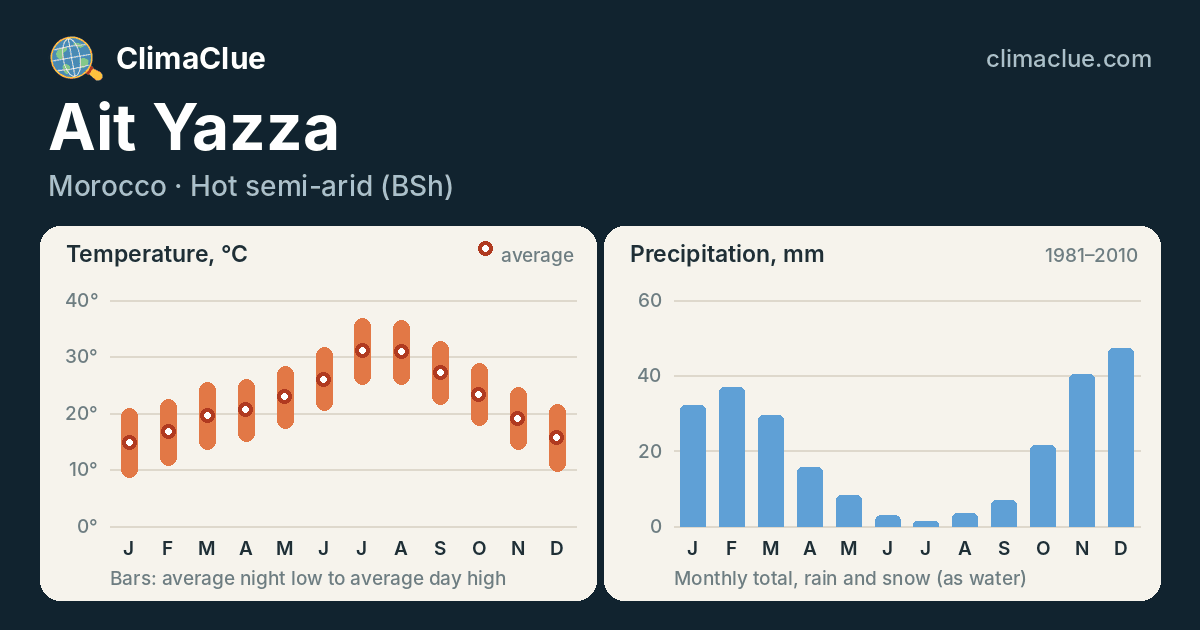 ClimaClue
climaclue.com
Ait Yazza
Morocco · Hot semi-arid (BSh)
Temperature, °C
average
40°
30°
20°
10°
0°
J F M A M J J A S O N D
Bars: average night low to average day high
Precipitation, mm
1981–2010
60
40
20
0
J F M A M J J A S O N D
Monthly total, rain and snow (as water)